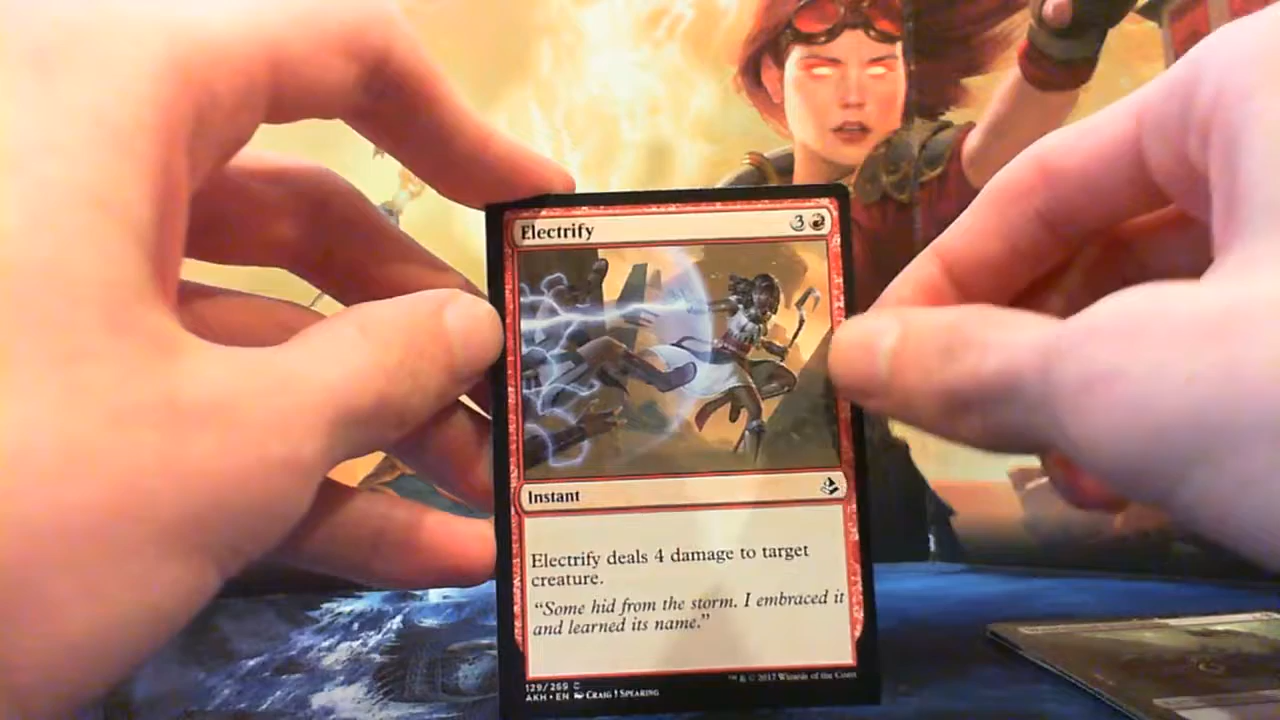 Electrify 3
Instant
Electrify deals 4 damage to target
creature.
“Some hid from the storm. I embraced it
and learned its name.”
129/269 C
AKH • EN CRAIG J SPEARING
™ & © 2017 Wizards of the Coast